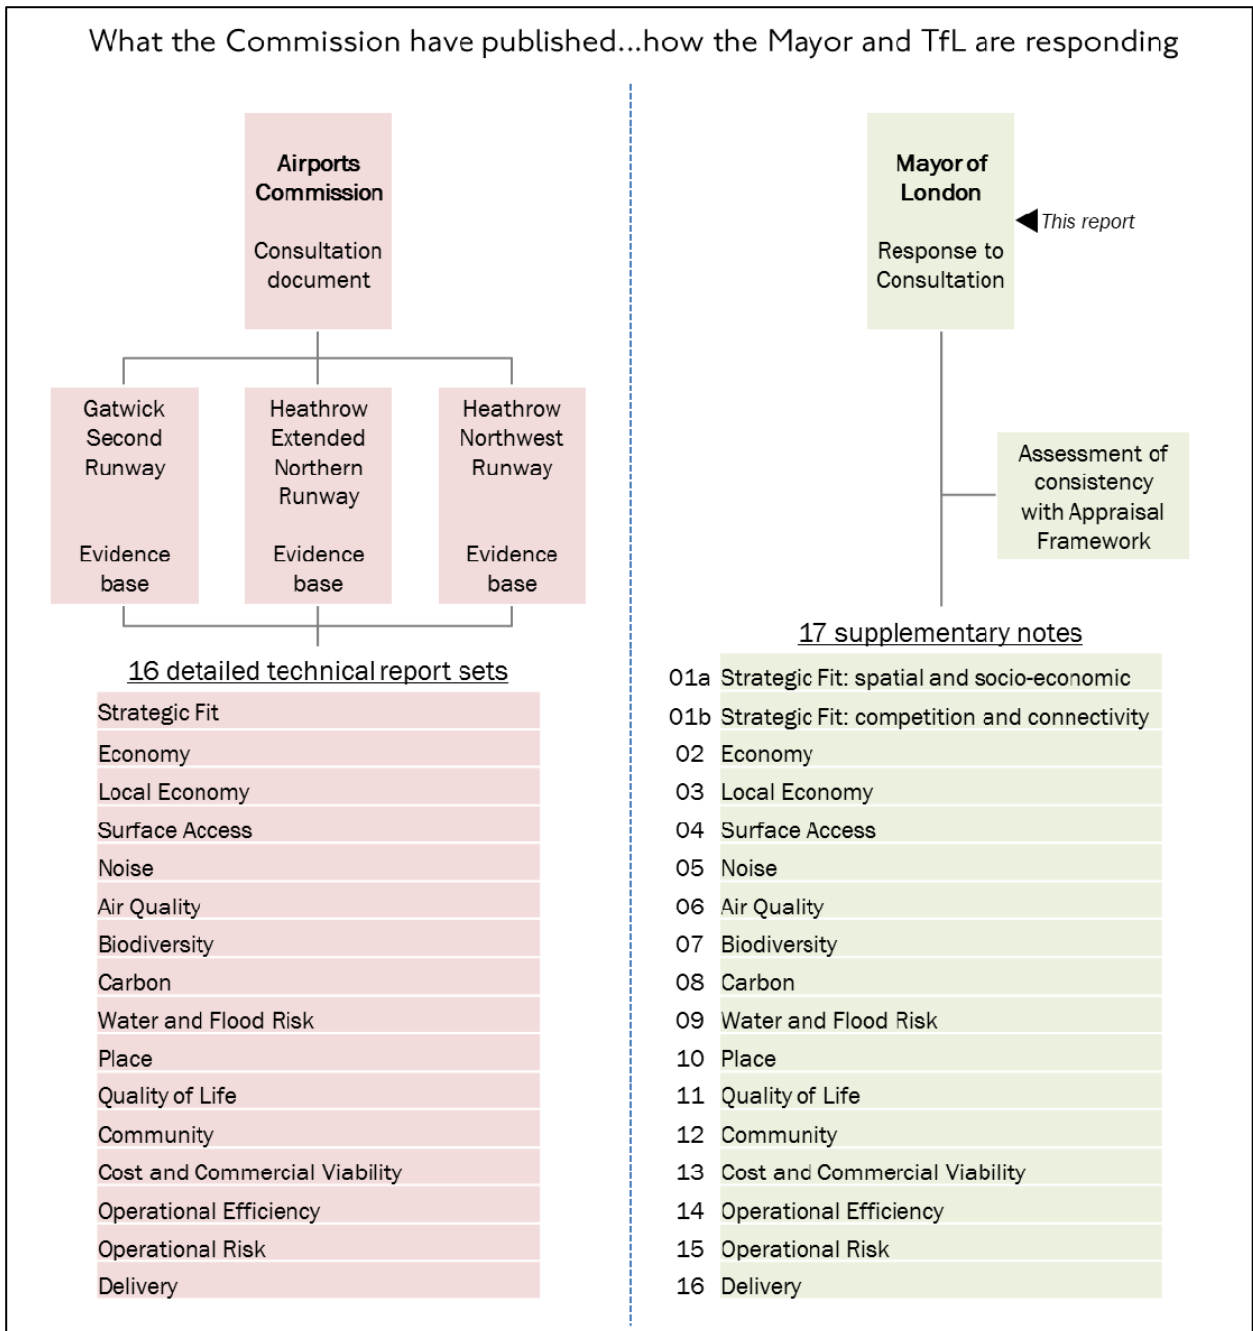 What the Commission have published...how the Mayor and TfL are responding
Airports
Commission
Consultation
document
Gatwick
Second
Runway
Evidence
base
Heathrow
Extended
Northern
Runway
Evidence
base
Heathrow
Northwest
Runway
Evidence
base
16 detailed technical report sets
Strategic Fit
Economy
Local Economy
Surface Access
Noise
Air Quality
Biodiversity
Carbon
Water and Flood Risk
Place
Quality of Life
Community
Cost and Commercial Viability
Operational Efficiency
Operational Risk
Delivery
Mayor of
London
Response to
Consultation
This report
Assessment of
consistency
with Appraisal
Framework
17 supplementary notes
01a Strategic Fit: spatial and socio-economic
01b Strategic Fit: competition and connectivity
02 Economy
03 Local Economy
04 Surface Access
05 Noise
06 Air Quality
07 Biodiversity
08 Carbon
09 Water and Flood Risk
10 Place
11 Quality of Life
12 Community
13 Cost and Commercial Viability
14 Operational Efficiency
15 Operational Risk
16 Delivery